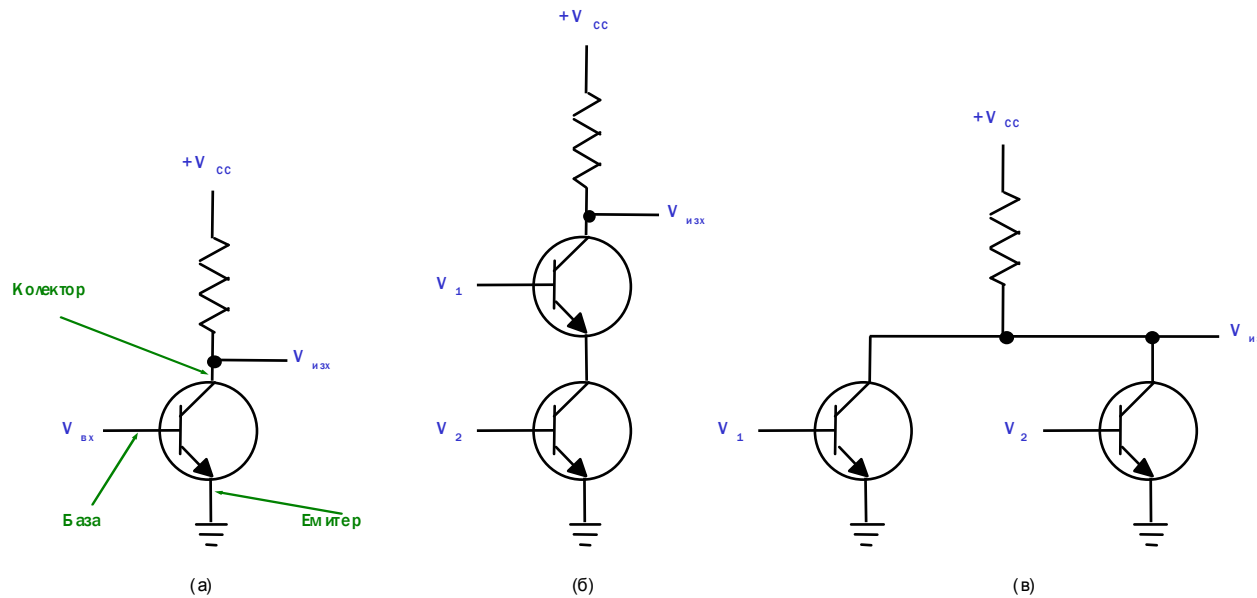 +V CC
V изх
V 1
V 2
(б)
+V CC
Колектор
V изх
V вх
База
Емитер
(а)
+V CC
V и
V 1
V 2
(в)